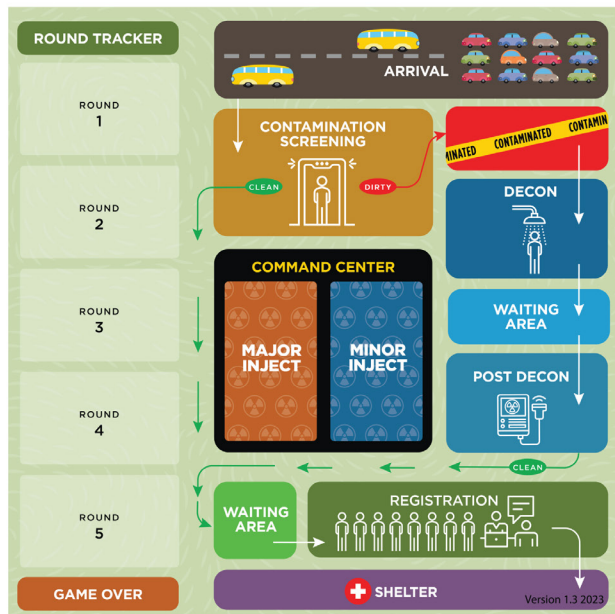 ROUND TRACKER
ROUND
1
ROUND
2
ROUND
3
ROUND
4
ROUND
5
GAME OVER
ARRIVAL
CONTAMINATION
SCREENING
CLEAN
DIRTY
MINATED
CONTAMINATED
CONTAMIN
DECON
WAITING
AREA
POST DECON
CLEAN
COMMAND CENTER
MAJOR
INJECT
MINOR
INJECT
WAITING
AREA
REGISTRATION
SHELTER
Version 1.3 2023